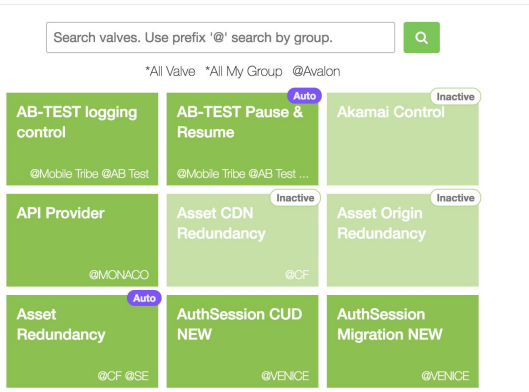 Search valves. Use prefix '@' search by group.
*All Valve *All My Group @Avalon
AB-TEST logging
control
@Mobile Tribe @AB Test
Auto
AB-TEST Pause &
Resume
@Mobile Tribe @AB Test ...
Inactive
Akamai Control
API Provider
@MONACO
Inactive
Asset CDN
Redundancy
@CF
Inactive
Asset Origin
Redundancy
Auto
Asset
Redundancy
@CF @SE
AuthSession CUD
NEW
@VENICE
AuthSession
Migration NEW
@VENICE